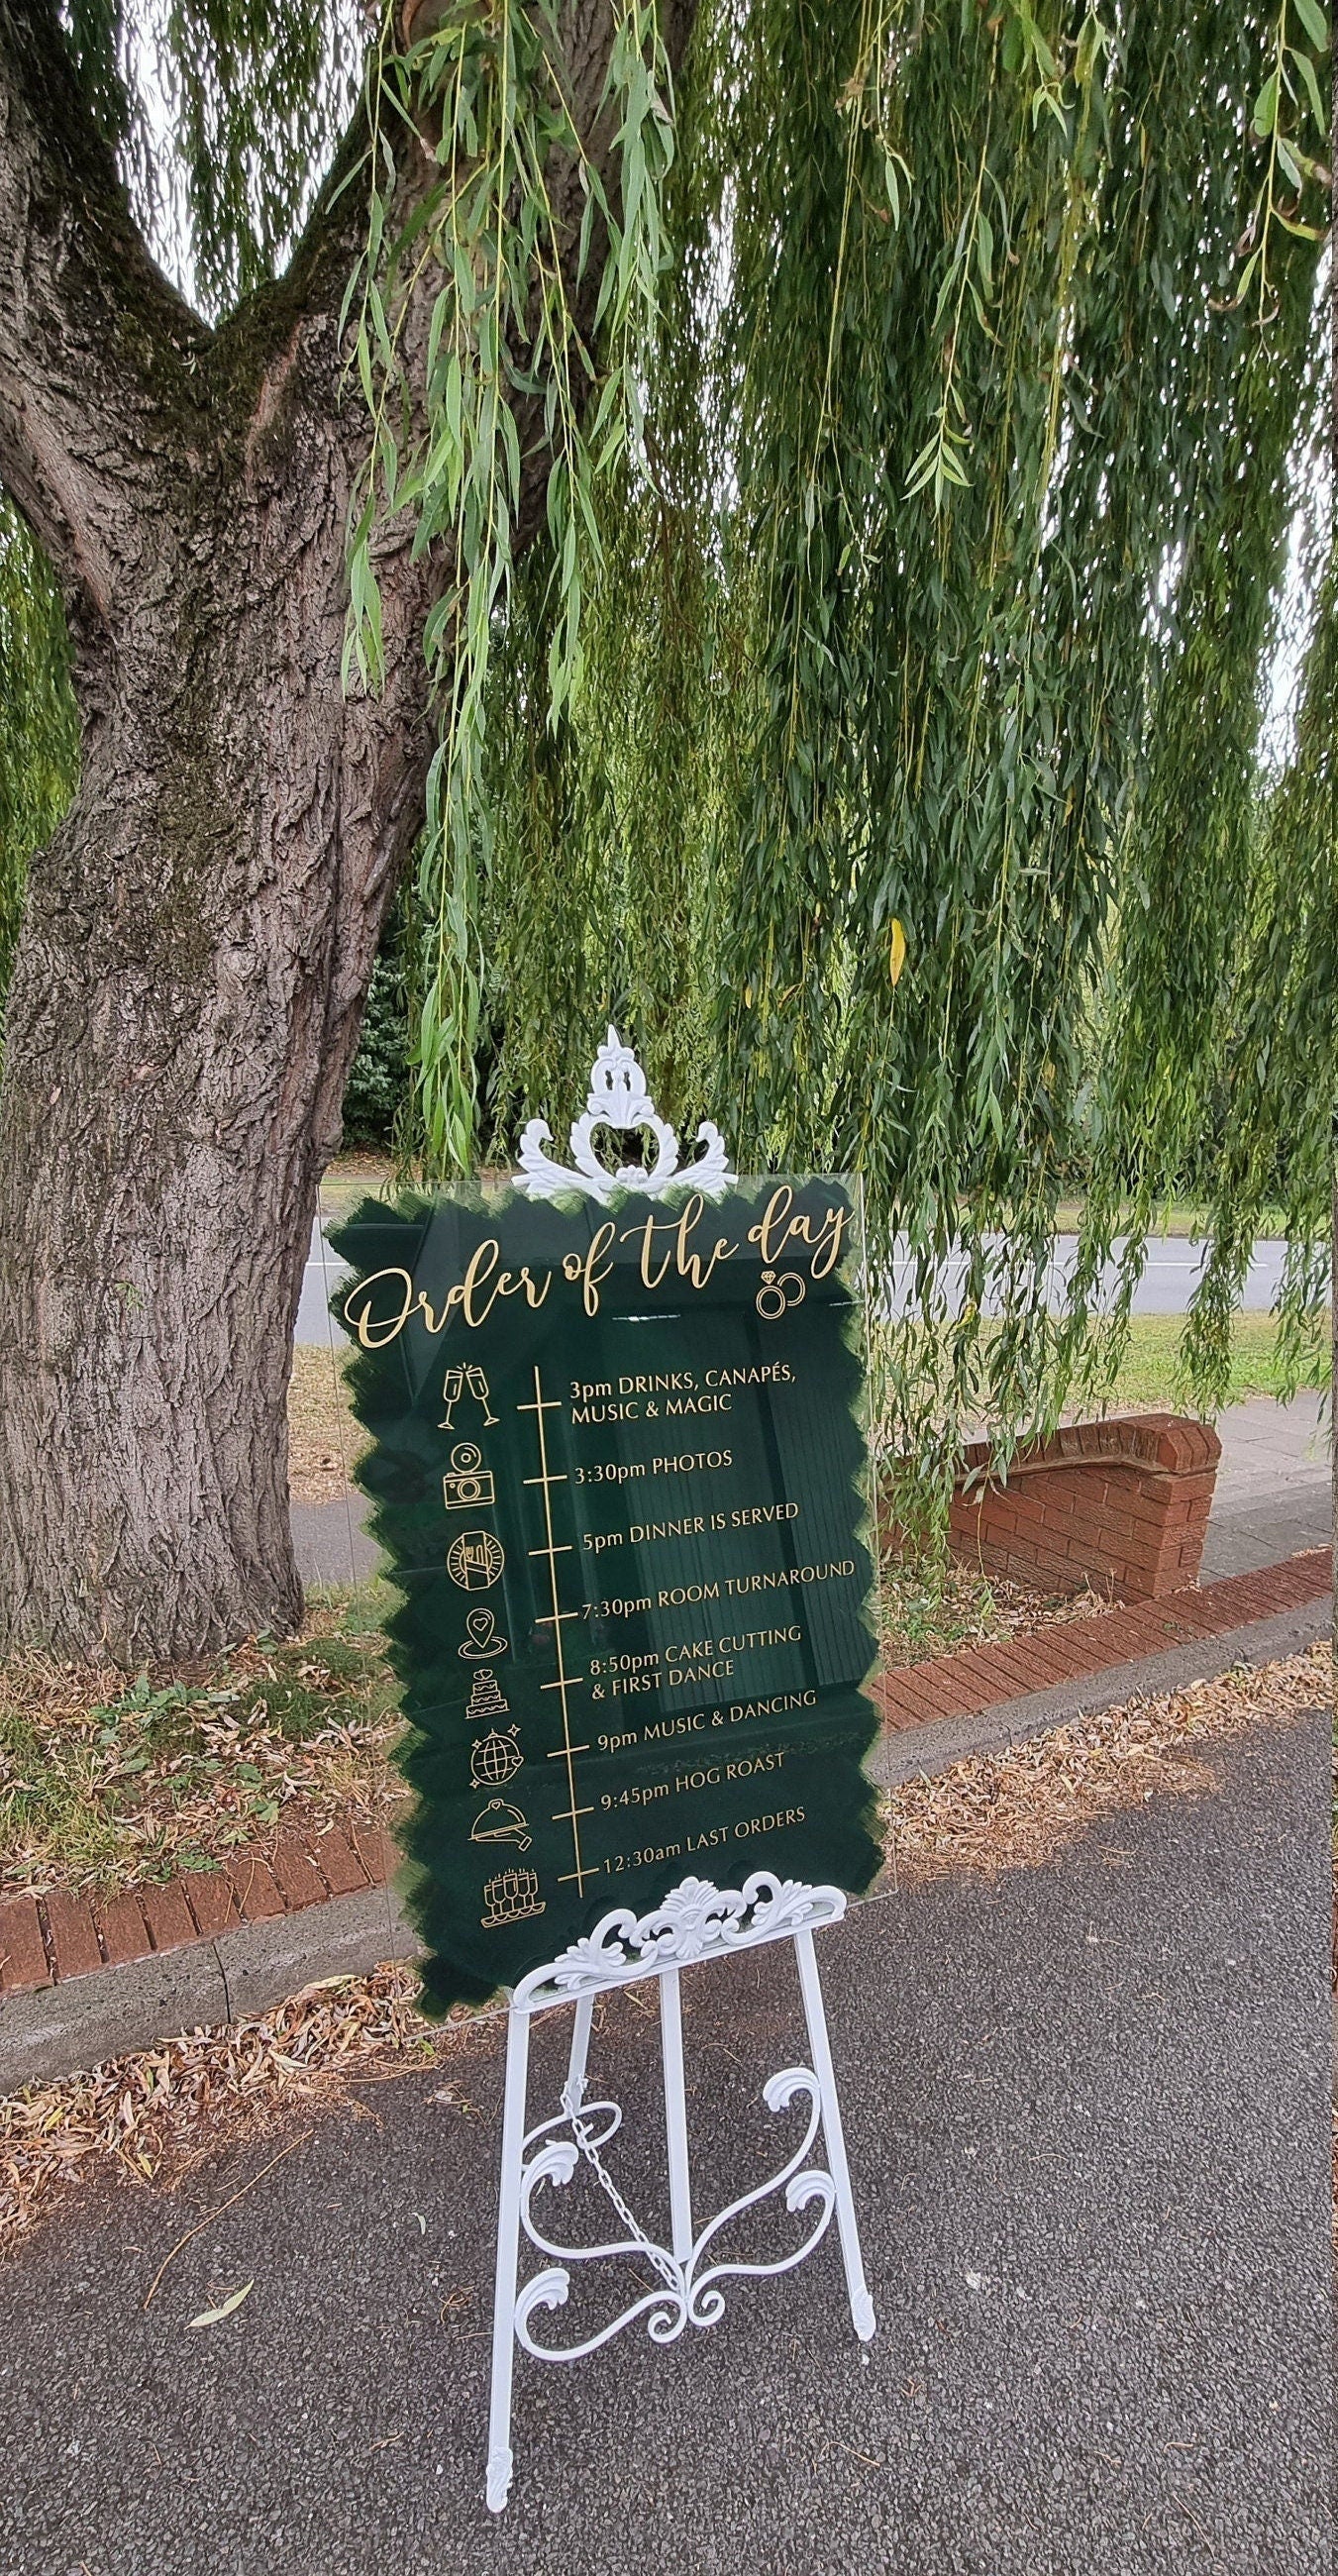 Order of the day
3pm DRINKS, CANAPÉS,
MUSIC & MAGIC
3:30pm PHOTOS
5pm DINNER IS SERVED
7:30pm ROOM TURNAROUND
8:50pm CAKE CUTTING
& FIRST DANCE
9pm MUSIC & DANCING
9:45pm HOG ROAST
12:30am LAST ORDERS